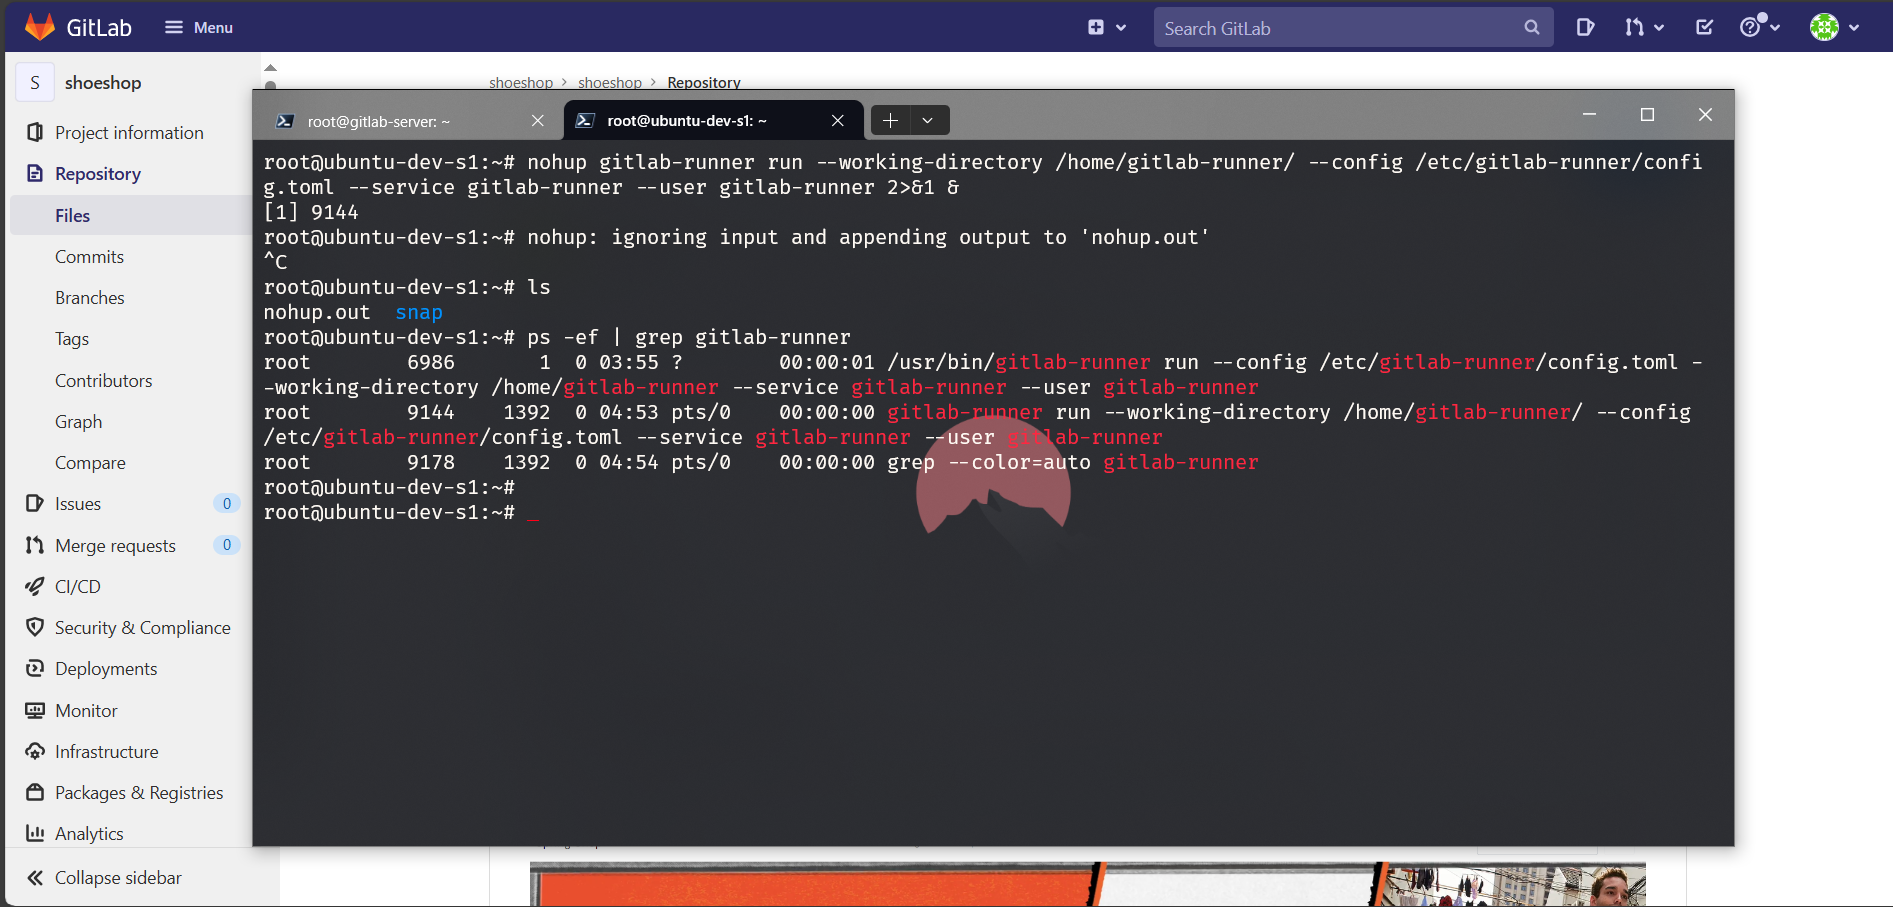 GitLab
Menu
Search GitLab
S shoeshop
Project information
Repository
Files
Commits
Branches
Tags
Contributors
Graph
Compare
Issues 0
Merge requests 0
CI/CD
Security & Compliance
Deployments
Monitor
Infrastructure
Packages & Registries
Analytics
Collapse sidebar
shoeshop > shoeshop > Repository
root@gitlab-server: ~
root@ubuntu-dev-s1: ~
root@ubuntu-dev-s1:~# nohup gitlab-runner run --working-directory /home/gitlab-runner/ --config /etc/gitlab-runner/confi
g.toml --service gitlab-runner --user gitlab-runner 2>&1 &
[1] 9144
root@ubuntu-dev-s1:~# nohup: ignoring input and appending output to 'nohup.out'
^C
root@ubuntu-dev-s1:~# ls
nohup.out  snap
root@ubuntu-dev-s1:~# ps -ef | grep gitlab-runner
root        6986       1  0 03:55 ?        00:00:01 /usr/bin/gitlab-runner run --config /etc/gitlab-runner/config.toml -
-working-directory /home/gitlab-runner --service gitlab-runner --user gitlab-runner
root        9144    1392  0 04:53 pts/0    00:00:00 gitlab-runner run --working-directory /home/gitlab-runner/ --config
/etc/gitlab-runner/config.toml --service gitlab-runner --user gitlab-runner
root        9178    1392  0 04:54 pts/0    00:00:00 grep --color=auto gitlab-runner
root@ubuntu-dev-s1:~#
root@ubuntu-dev-s1:~# _